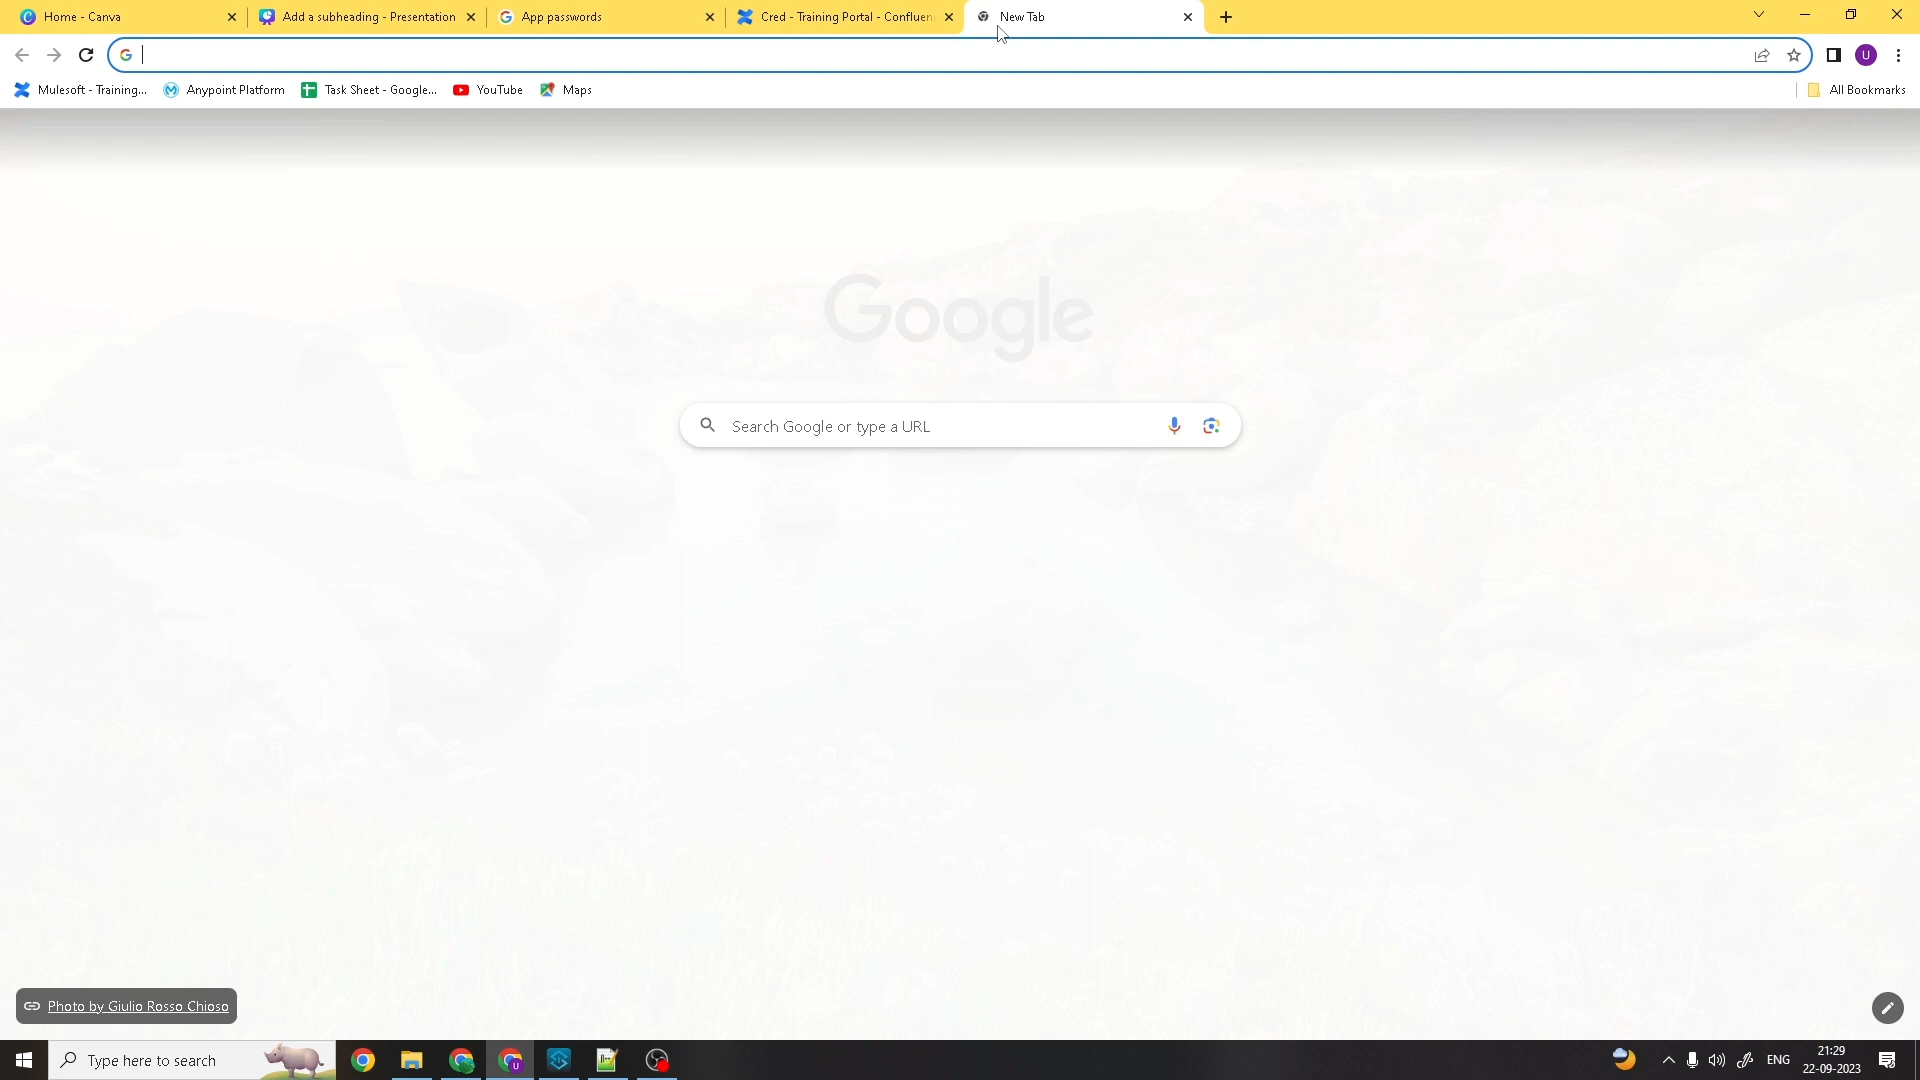 Home - Canva
Add a subheading - Presentation
App passwords
Cred - Training Portal - Confluen
New Tab
Mulesoft - Training...
Anypoint Platform
Task Sheet - Google...
YouTube
Maps
All Bookmarks
U
Google
Search Google or type a URL
Photo by Giulio Rosso Chioso
Type here to search
ENG
21:29
22-09-2023